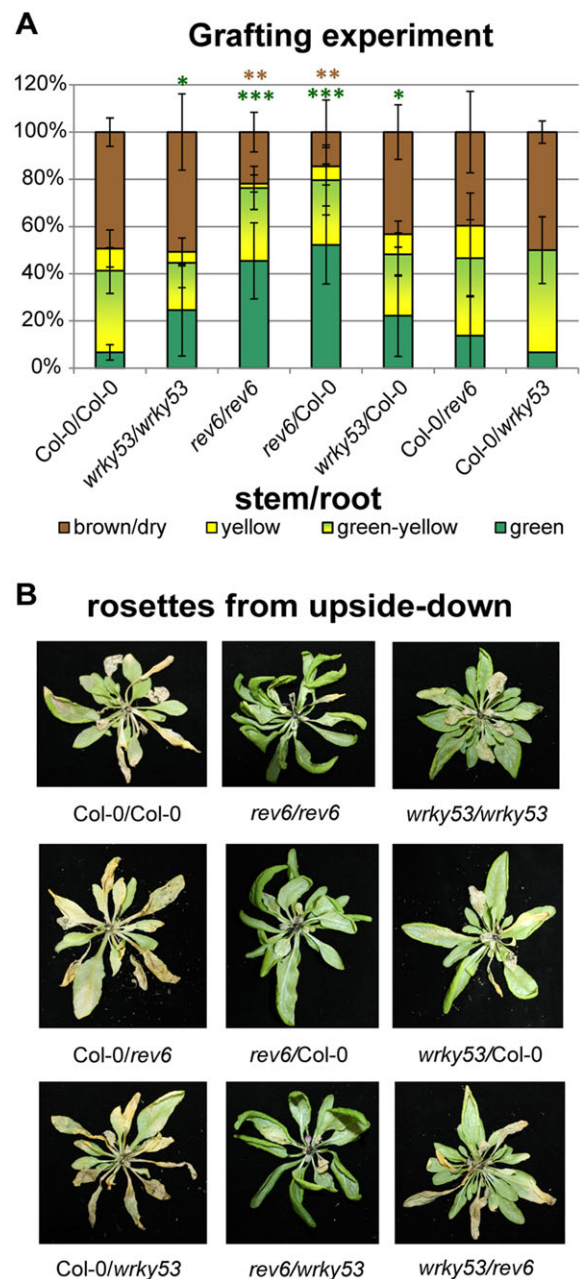 A Grafting experiment
* ** ** *
*** ***
120%
100%
80%
60%
40%
20%
0%
Col-0/Col-0
wrky53/wrky53
rev6/rev6
rev6/Col-0
wrky53/Col-0
Col-0/rev6
Col-0/wrky53
stem/root
brown/dry yellow green-yellow green
B rosettes from upside-down
Col-0/Col-0 rev6/rev6 wrky53/wrky53
Col-0/rev6 rev6/Col-0 wrky53/Col-0
Col-0/wrky53 rev6/wrky53 wrky53/rev6